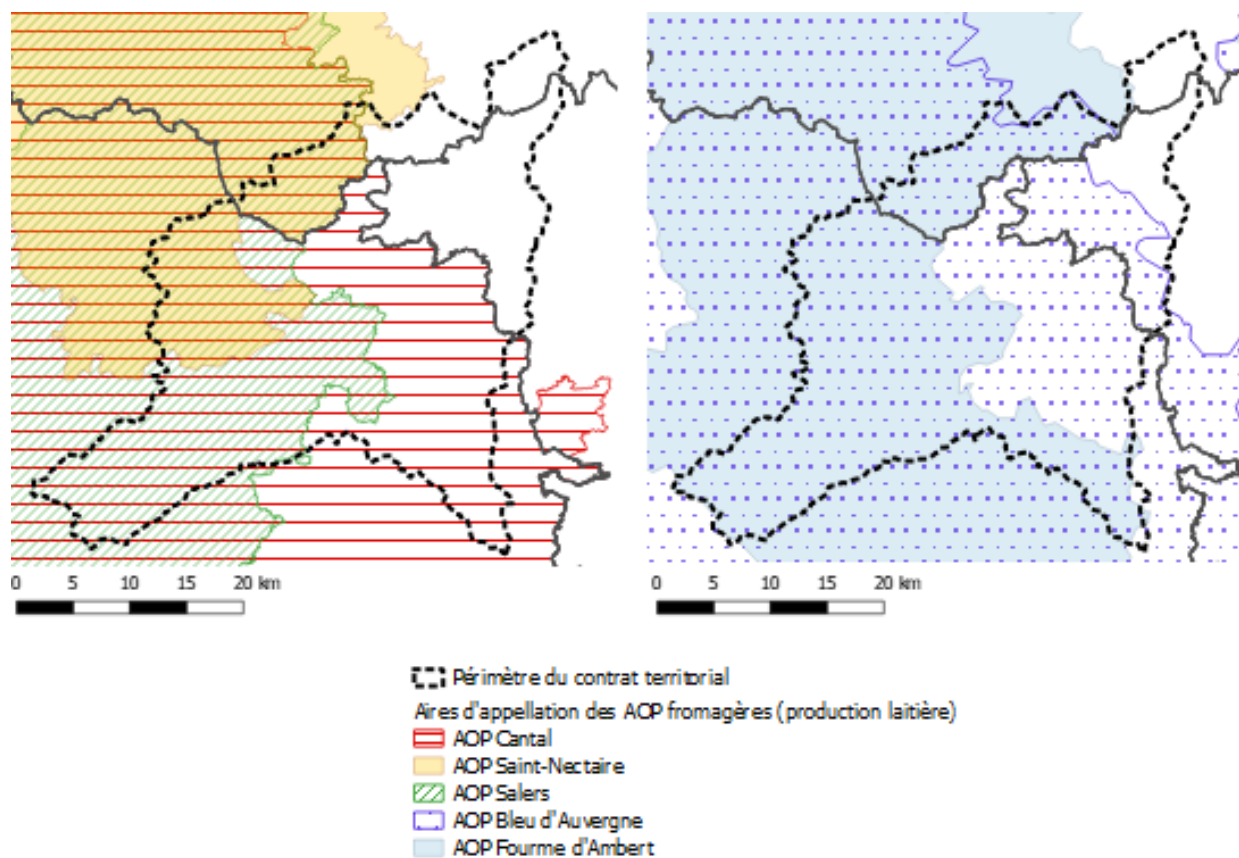 0 5 10 15 20 km
0 5 10 15 20 km
Périmètre du contrat territorial
Aires d'appellation des AOP fromagères (production laitière)
AOP Cantal
AOP Saint-Nectaire
AOP Salers
AOP Bleu d'Auvergne
AOP Fourme d'Ambert